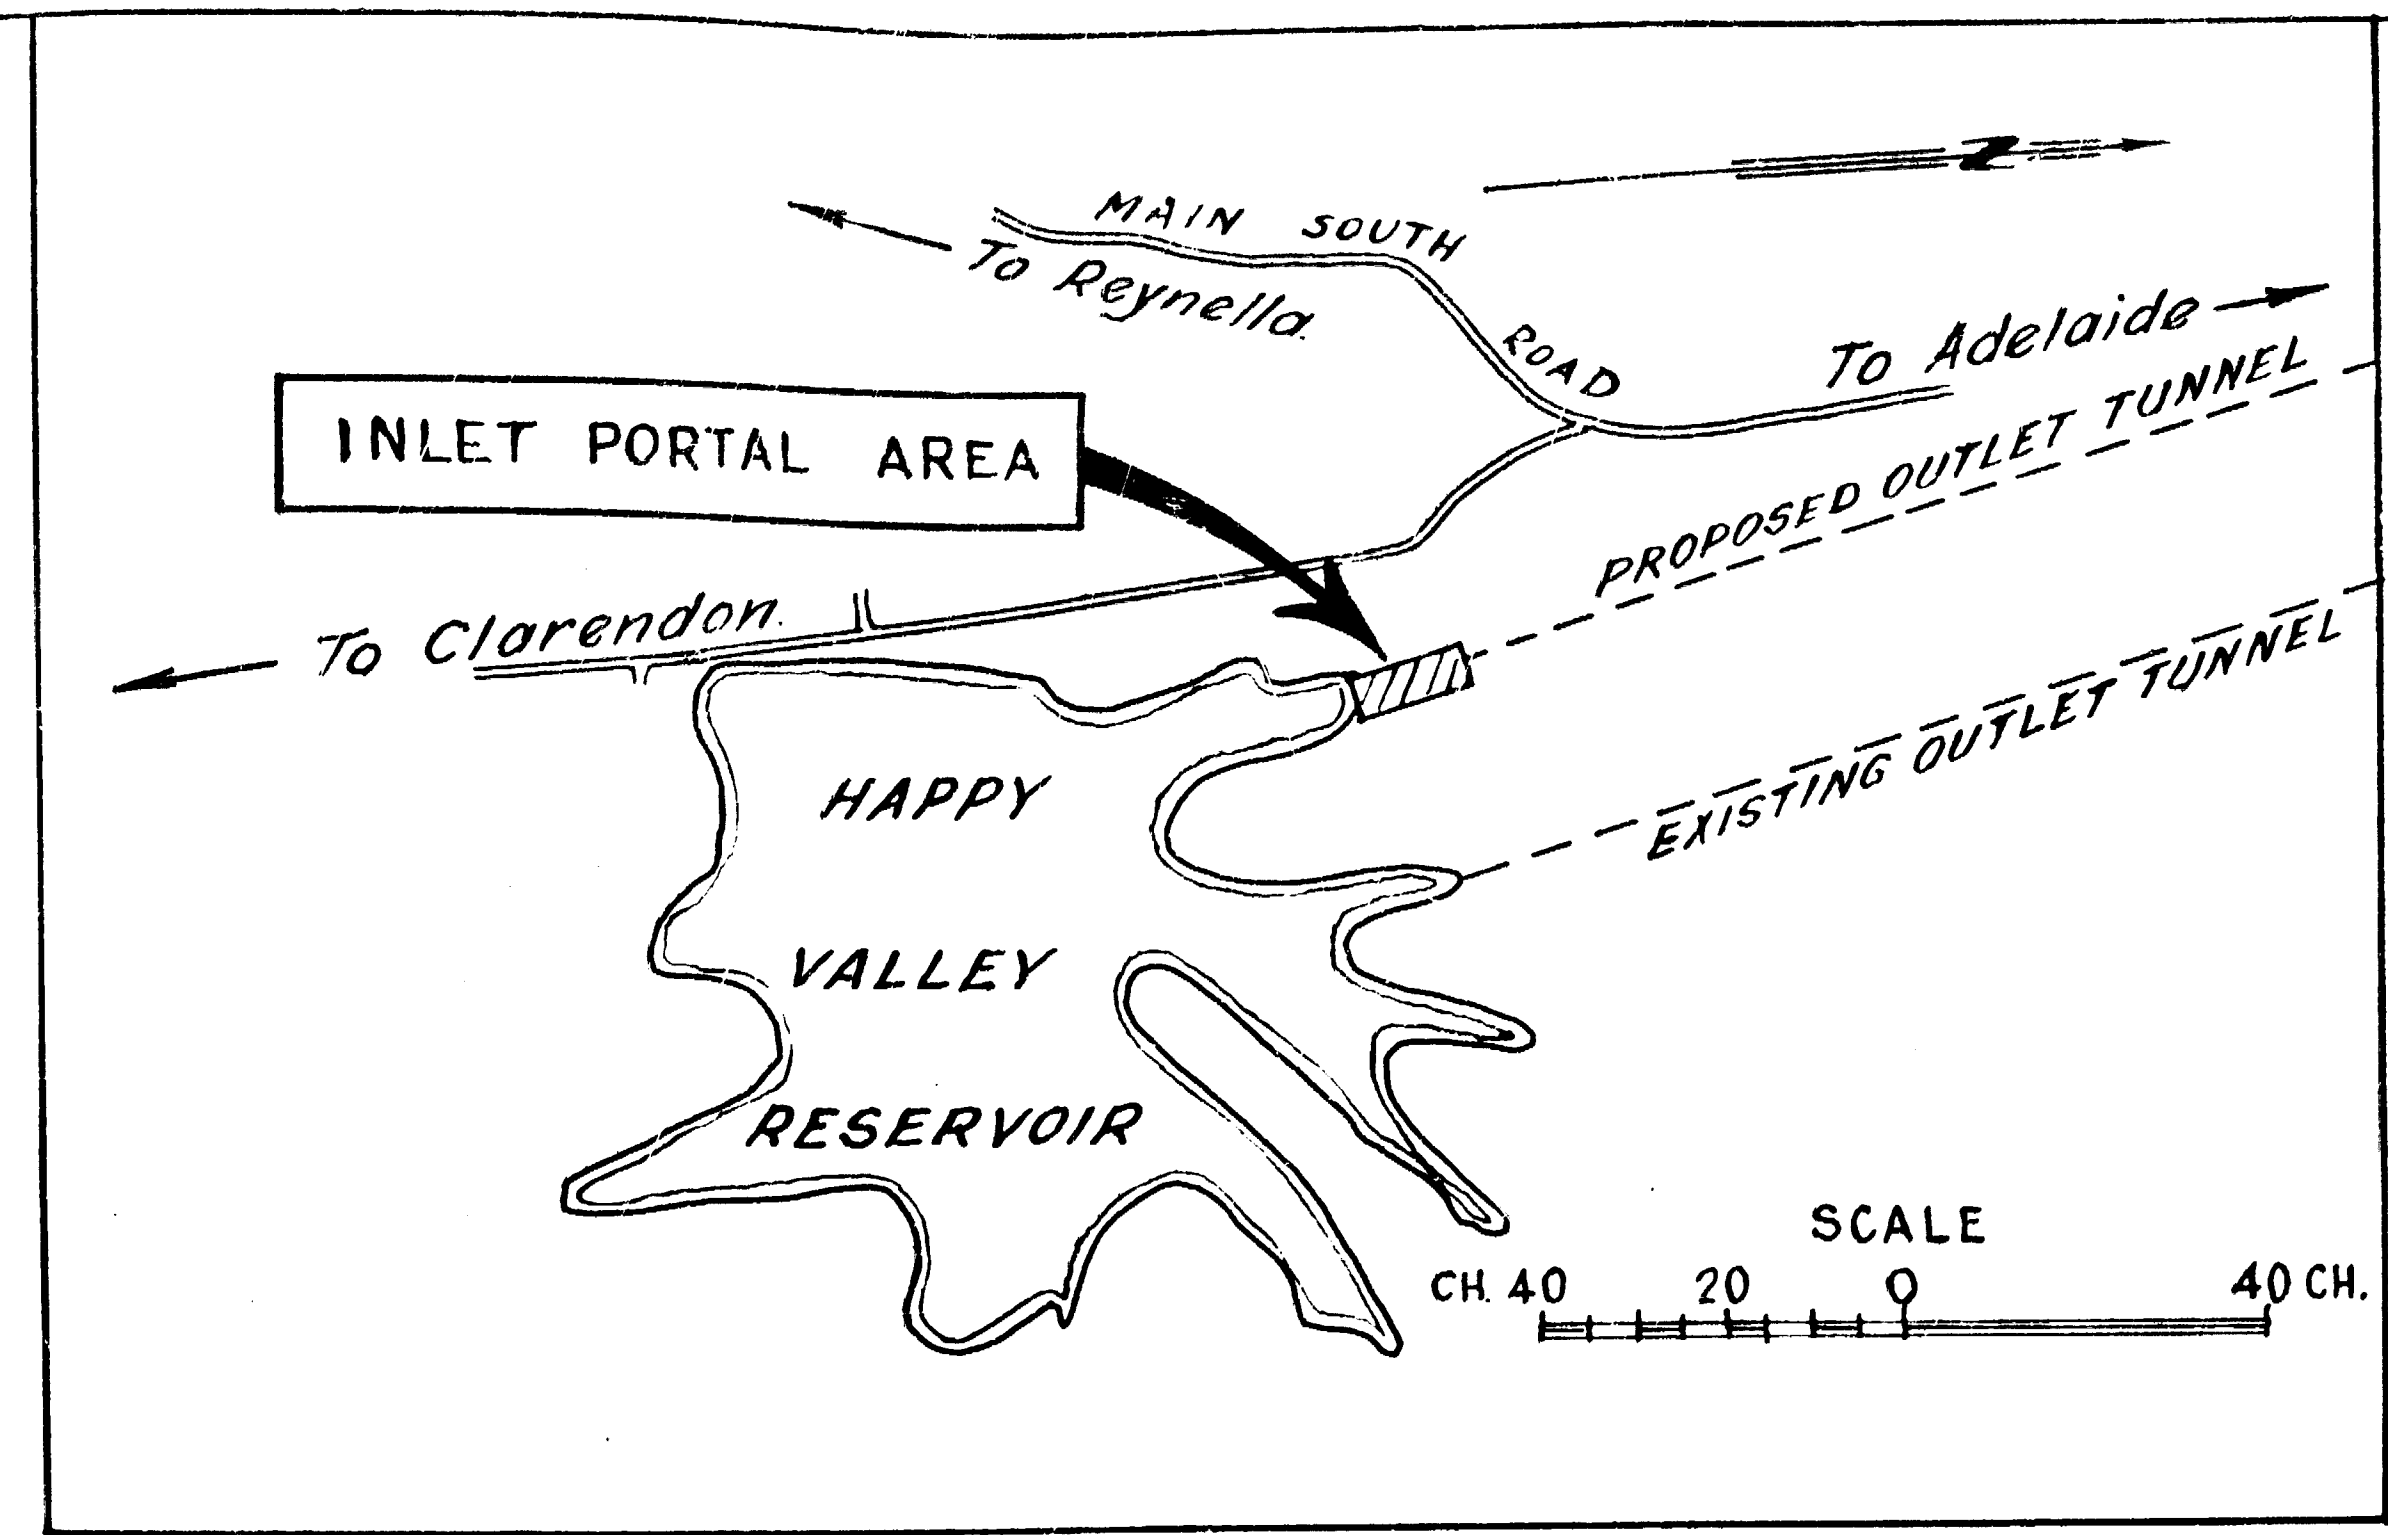 N
MAIN SOUTH ROAD
To Reynella.
To Adelaide
INLET PORTAL AREA
PROPOSED OUTLET TUNNEL
To Clarendon.
EXISTING OUTLET TUNNEL
HAPPY
VALLEY
RESERVOIR
SCALE
CH. 40 20 0 40 CH.